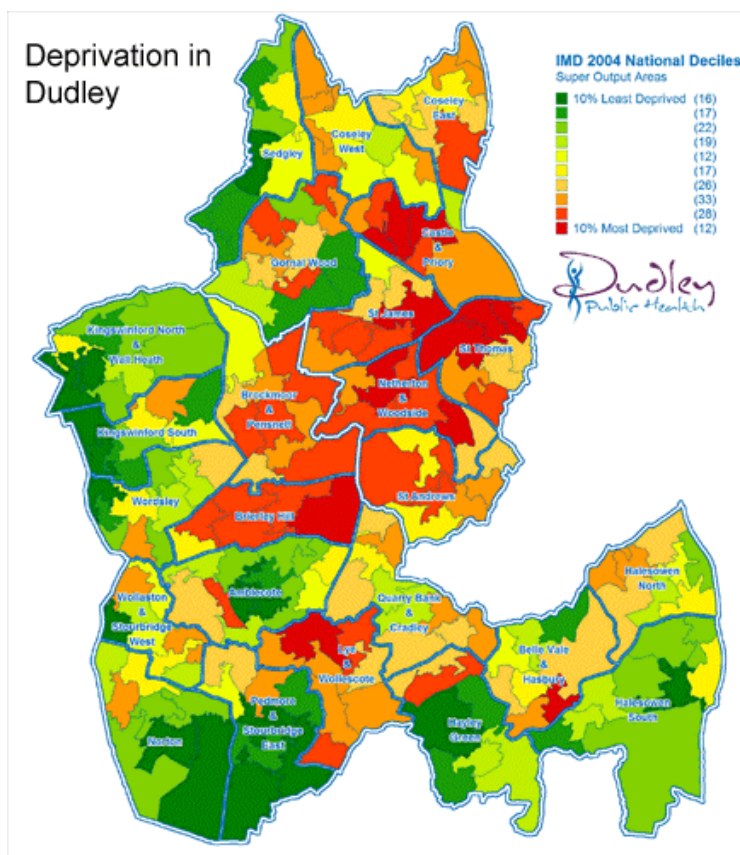 Deprivation in
Dudley
IMD 2004 National Deciles
Super Output Areas
10% Least Deprived (16)
(17)
(22)
(19)
(12)
(17)
(26)
(33)
(28)
10% Most Deprived (12)
Dudley
Public Health
Coseley
East
Coseley
West
Sedgley
Castle
&
Priory
Gornal Wood
St James
Kingswinford North
&
Wall Heath
St Thomas
Netherton
&
Woodside
Brockmoor
&
Pensnett
Kingswinford South
Wordsley
St Andrews
Brierley Hill
Halesowen
North
Amblecote
Quarry Bank
&
Cradley
Wollaston
&
Stourbridge
West
Belle Vale
&
Hasbury
Lye
&
Wollescote
Pedmore
&
Stourbridge
East
Halesowen
South
Hayley
Green
Norton